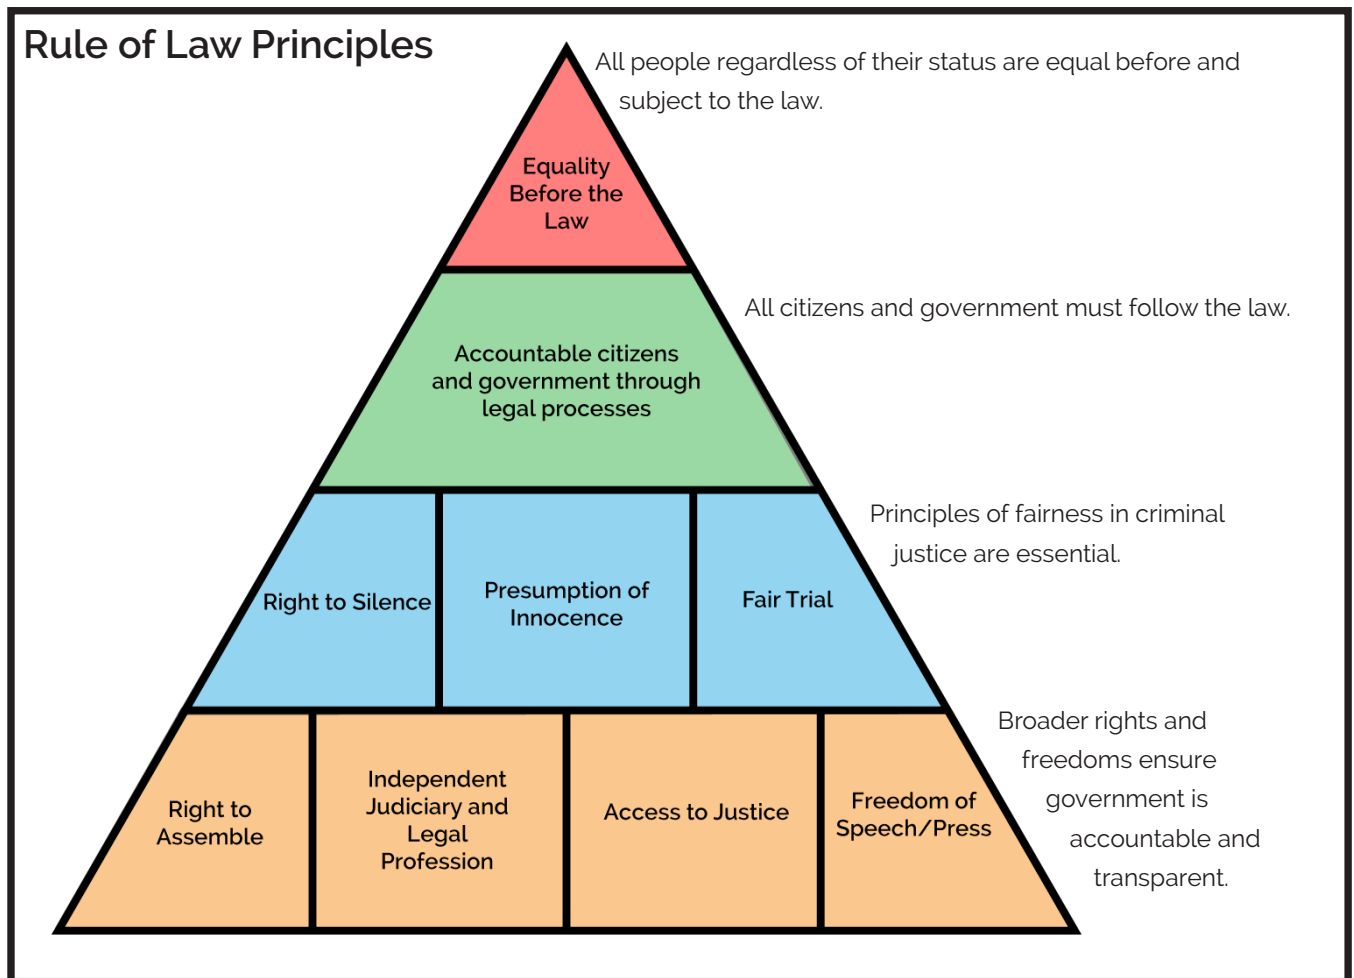 Rule of Law Principles
All people regardless of their status are equal before and
subject to the law.
Equality
Before the
Law
All citizens and government must follow the law.
Accountable citizens
and government through
legal processes
Principles of fairness in criminal
justice are essential.
Right to Silence
Presumption of
Innocence
Fair Trial
Broader rights and
freedoms ensure
government is
accountable and
transparent.
Right to
Assemble
Independent
Judiciary and
Legal
Profession
Access to Justice
Freedom of
Speech/Press